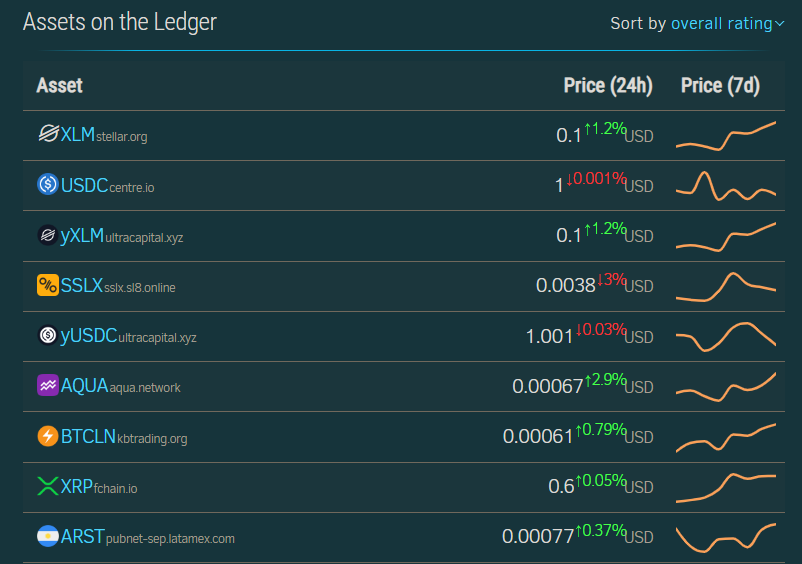 Assets on the Ledger Sort by overall rating
Asset Price (24h) Price (7d)
XLM stellar.org 0.1 ↑1.2% USD
USDC centre.io 1 ↓0.001% USD
yXLM ultracapital.xyz 0.1 ↑1.2% USD
SSLX sslx.sl8.online 0.0038 ↓3% USD
yUSDC ultracapital.xyz 1.001 ↓0.03% USD
AQUA aqua.network 0.00067 ↑2.9% USD
BTCLN kbtrading.org 0.00061 ↑0.79% USD
XRP fchain.io 0.6 ↑0.05% USD
ARST pubnet-sep.latamex.com 0.00077 ↑0.37% USD